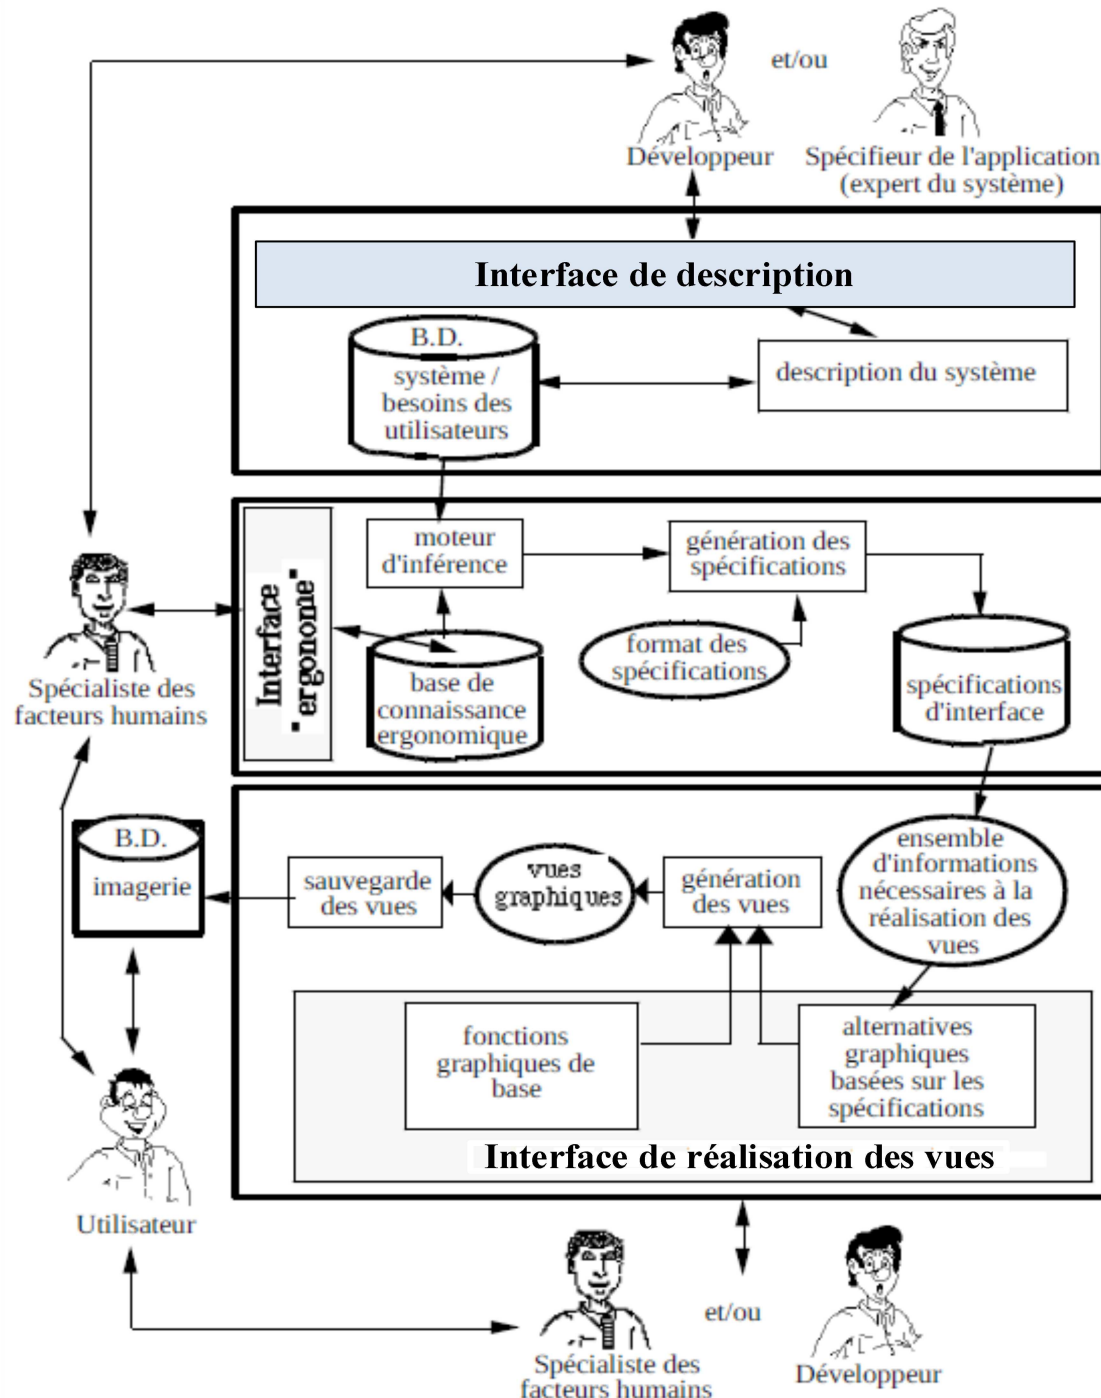 et/ou
Développeur
Spécifieur de l'application
(expert du système)
Interface de description
B.D.
système /
besoins des
utilisateurs
description du système
Interface
"ergonome"
moteur
d'inférence
génération des
spécifications
format des
spécifications
base de
connaissance
ergonomique
spécifications
d'interface
Spécialiste des
facteurs humains
B.D.
imagerie
sauvegarde
des vues
vues
graphiques
génération
des vues
ensemble
d'informations
nécessaires à la
réalisation des
vues
fonctions
graphiques de
base
alternatives
graphiques
basées sur les
spécifications
Interface de réalisation des vues
Utilisateur
et/ou
Spécialiste des
facteurs humains
Développeur